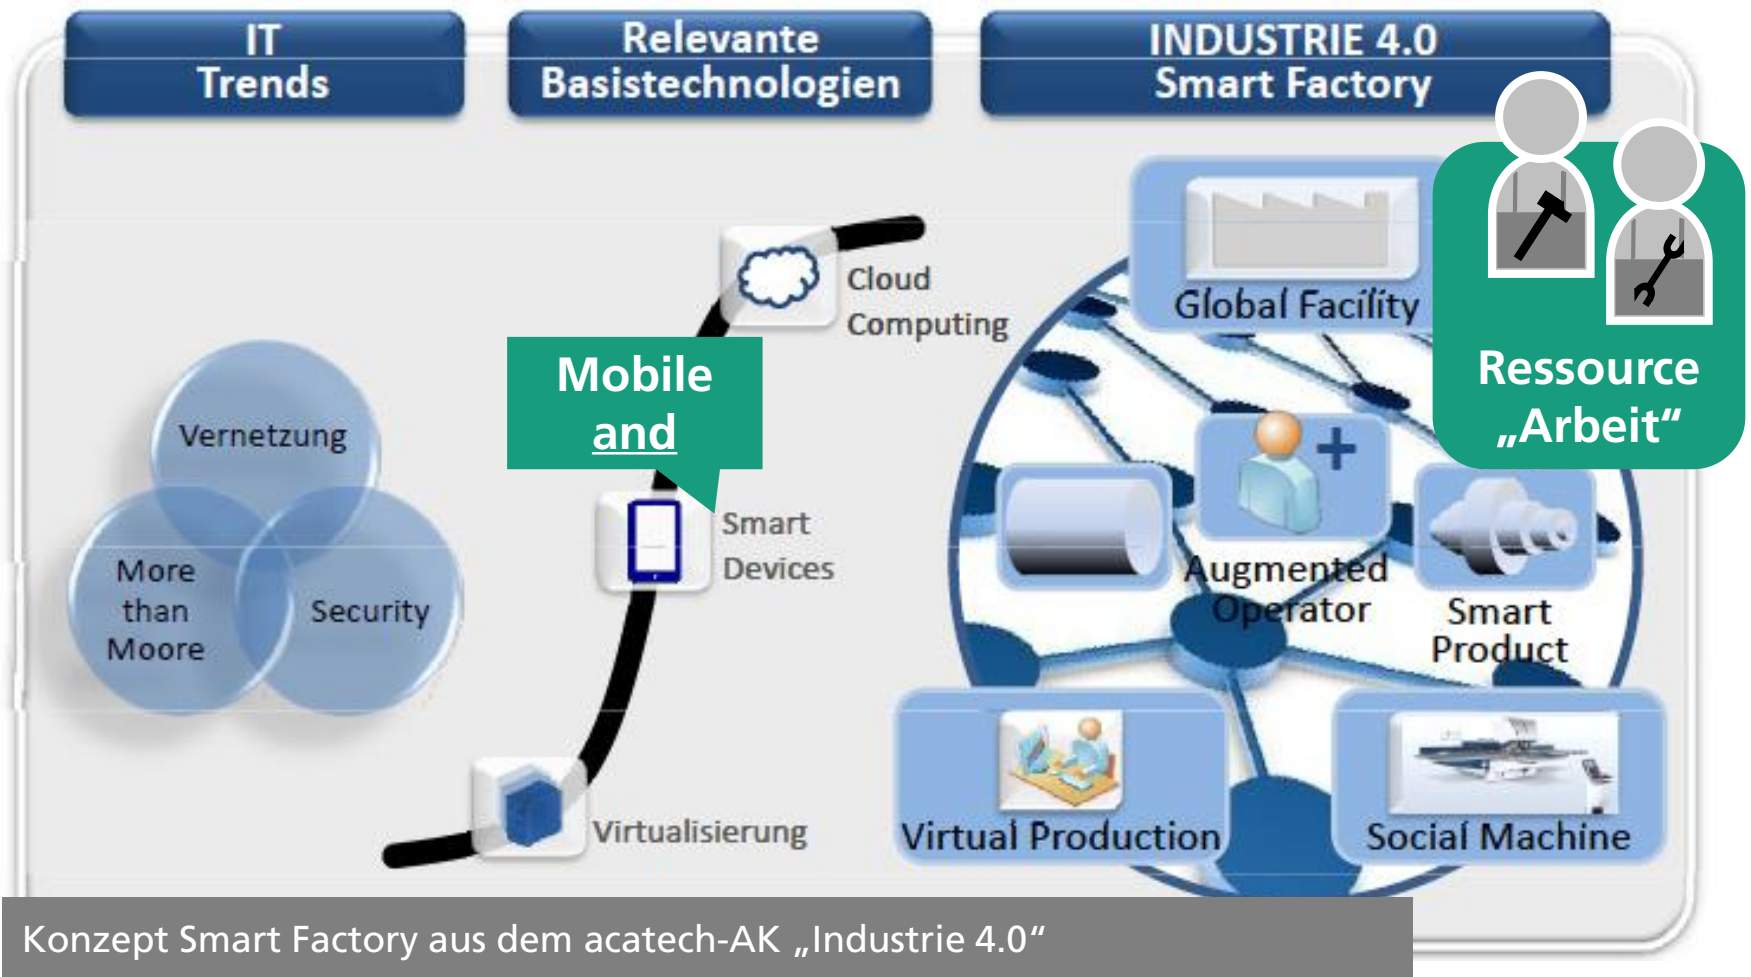 IT
Trends
Relevante
Basistechnologien
INDUSTRIE 4.0
Smart Factory
Vernetzung
More
than
Moore
Security
Cloud
Computing
Mobile
and
Smart
Devices
Virtualisierung
Global Facility
Ressource
„Arbeit“
Augmented
Operator
Smart
Product
Virtual Production
Social Machine
Konzept Smart Factory aus dem acatech-AK „Industrie 4.0“